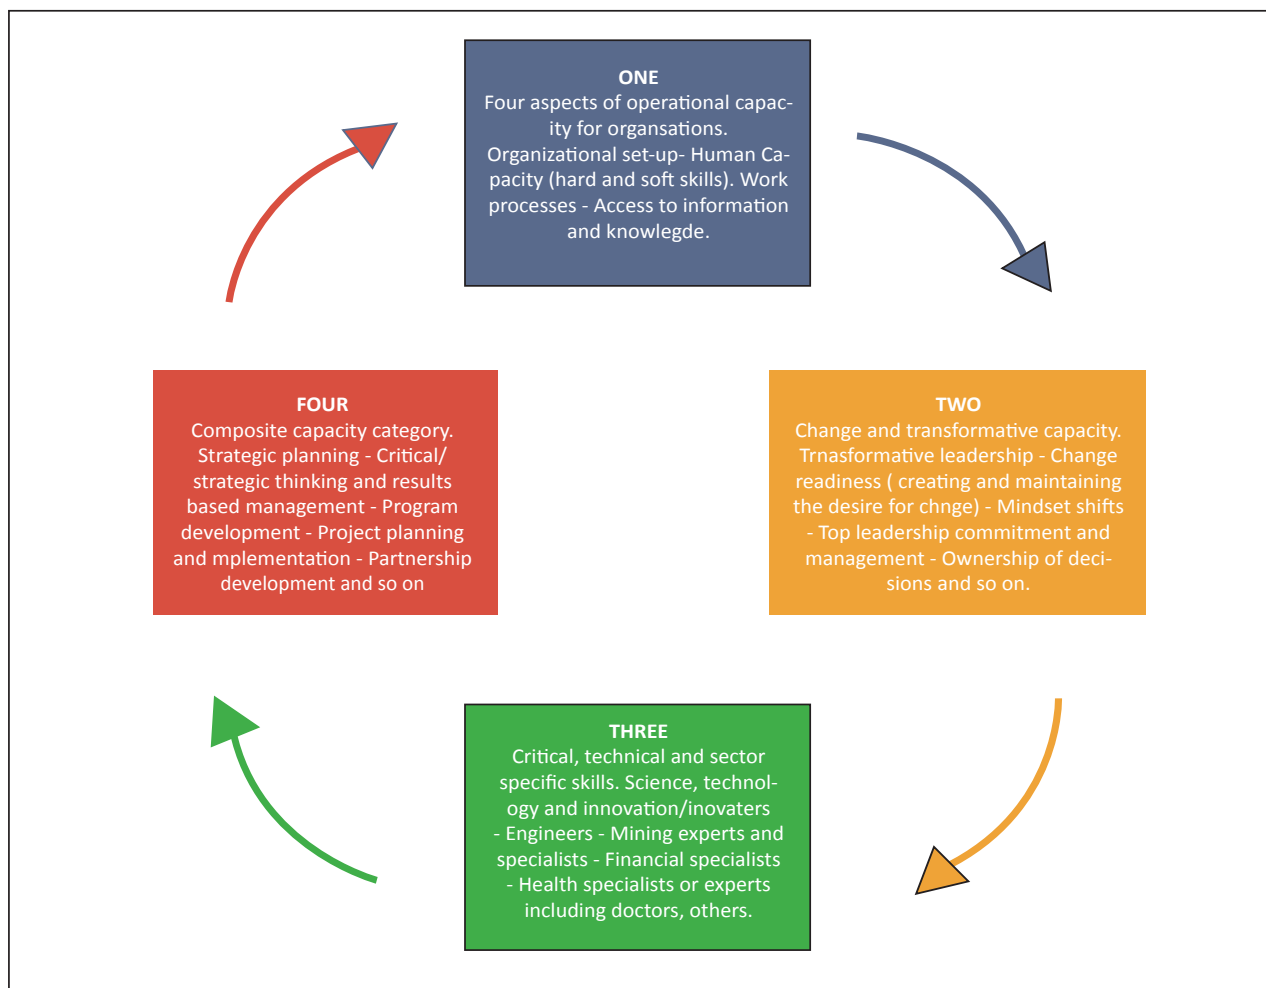 ONE
Four aspects of operational capac-
ity for organsations.
Organizational set-up- Human Ca-
pacity (hard and soft skills). Work
processes - Access to information
and knowlegde.
FOUR
Composite capacity category.
Strategic planning - Critical/
strategic thinking and results
based management - Program
development - Project planning
and mplementation - Partnership
development and so on
TWO
Change and transformative capacity.
Trnasformative leadership - Change
readiness ( creating and maintaining
the desire for chnge) - Mindset shifts
- Top leadership commitment and
management - Ownership of deci-
sions and so on.
THREE
Critical, technical and sector
specific skills. Science, technol-
ogy and innovation/inovaters
- Engineers - Mining experts and
specialists - Financial specialists
- Health specialists or experts
including doctors, others.